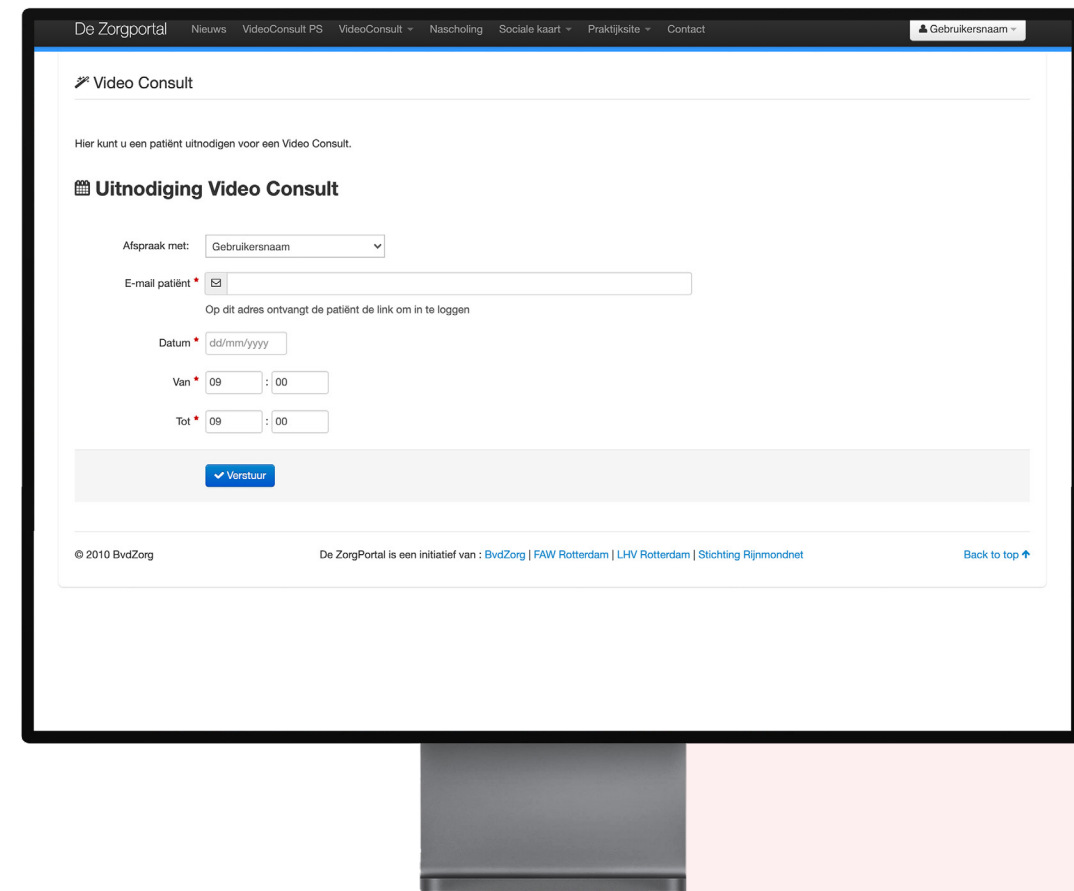 De Zorgportal Nieuws VideoConsult PS VideoConsult Nascholing Sociale kaart Praktijksite Contact Gebruikersnaam
Video Consult
Hier kunt u een patiënt uitnodigen voor een Video Consult.
Uitnodiging Video Consult
Afspraak met: Gebruikersnaam
E-mail patiënt *
Op dit adres ontvangt de patiënt de link om in te loggen
Datum * dd/mm/yyyy
Van * 09 : 00
Tot * 09 : 00
Verstuur
© 2010 BvdZorg De ZorgPortal is een initiatief van : BvdZorg | FAW Rotterdam | LHV Rotterdam | Stichting Rijnmondnet Back to top